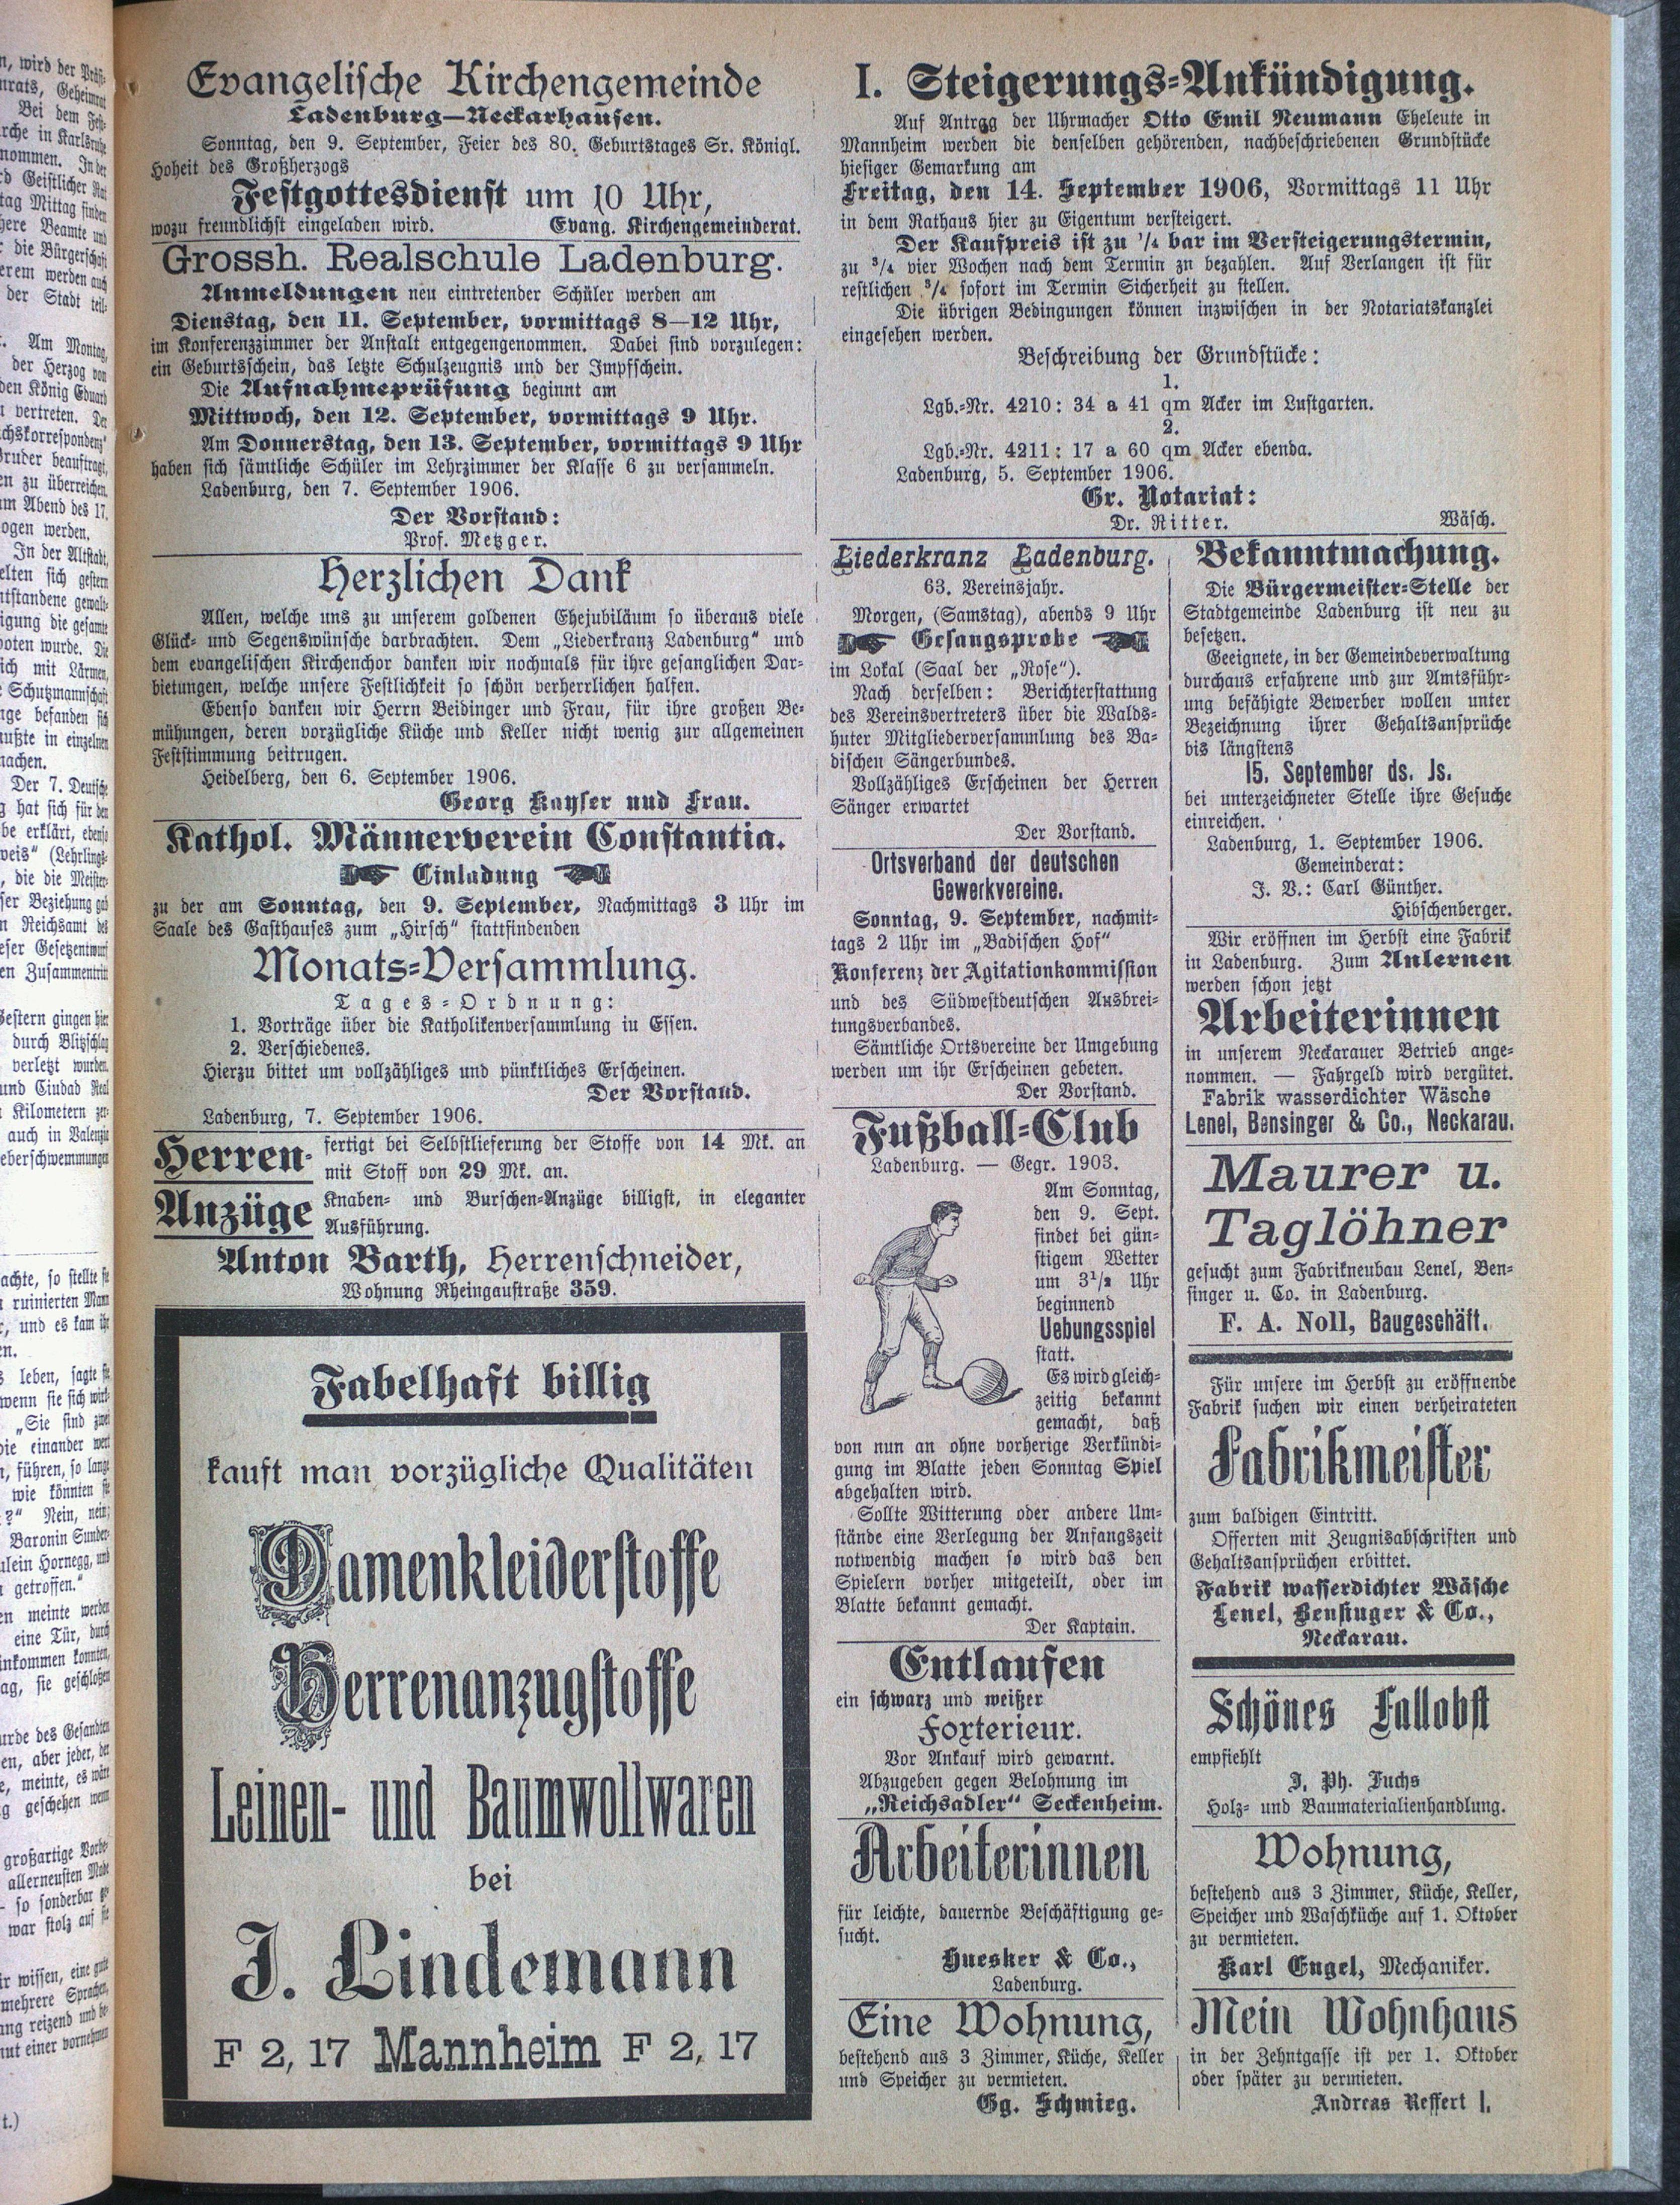 Evangelische Kirchengemeinde
Ladenburg—Neckarhausen.
Sonntag, den 9. September, Feier des 80. Geburtstages Sr. Königl.
Hoheit des Großherzogs
Festgottesdienst um 10 Uhr,
wozu freundlichst eingeladen wird. Evang. Kirchengemeinderat.
Grossh. Realschule Ladenburg.
Anmeldungen neu eintretender Schüler werden am
Dienstag, den 11. September, vormittags 8—12 Uhr,
im Konferenzzimmer der Anstalt entgegengenommen. Dabei sind vorzulegen:
ein Geburtsschein, das letzte Schulzeugnis und der Impfschein.
Die Aufnahmeprüfung beginnt am
Mittwoch, den 12. September, vormittags 9 Uhr.
Am Donnerstag, den 13. September, vormittags 9 Uhr
haben sich sämtliche Schüler im Lehrzimmer der Klasse 6 zu versammeln.
Ladenburg, den 7. September 1906.
Der Vorstand:
Prof. Metzger.
Herzlichen Dank
Allen, welche uns zu unserem goldenen Ehejubiläum so überaus viele
Glück- und Segenswünsche darbrachten. Dem „Liederkranz Ladenburg“ und
dem evangelischen Kirchenchor danken wir nochmals für ihre gesanglichen Dar-
bietungen, welche unsere Festlichkeit so schön verherrlichen halfen.
Ebenso danken wir Herrn Beidinger und Frau, für ihre großen Be-
mühungen, deren vorzügliche Küche und Keller nicht wenig zur allgemeinen
Feststimmung beitrugen.
Heidelberg, den 6. September 1906.
Georg Kayser und Frau.
Kathol. Männerverein Constantia.
Einladung
zu der am Sonntag, den 9. September, Nachmittags 3 Uhr im
Saale des Gasthauses zum „Hirsch“ stattfindenden
Monats-Versammlung.
Tages-Ordnung:
1. Vorträge über die Katholikenversammlung in Essen.
2. Verschiedenes.
Hierzu bittet um vollzähliges und pünktliches Erscheinen.
Der Vorstand.
Ladenburg, 7. September 1906.
Herren-
Anzüge
fertigt bei Selbstlieferung der Stoffe von 14 Mk. an
mit Stoff von 29 Mk. an.
Knaben- und Burschen-Anzüge billigst, in eleganter
Ausführung.
Anton Barth, Herrenschneider,
Wohnung Rheingaustraße 359.
Fabelhaft billig
kauft man vorzügliche Qualitäten
Damenkleiderstoffe
Herrenanzugstoffe
Leinen- und Baumwollwaren
bei
J. Lindemann
F 2, 17 Mannheim F 2, 17
I. Steigerungs-Ankündigung.
Auf Antrag der Uhrmacher Otto Emil Neumann Eheleute in
Mannheim werden die denselben gehörenden, nachbeschriebenen Grundstücke
hiesiger Gemarkung am
Freitag, den 14. September 1906, Vormittags 11 Uhr
in dem Rathaus hier zu Eigentum versteigert.
Der Kaufpreis ist zu 1/4 bar im Versteigerungstermin,
zu 3/4 vier Wochen nach dem Termin zu bezahlen. Auf Verlangen ist für
restlichen 3/4 sofort im Termin Sicherheit zu stellen.
Die übrigen Bedingungen können inzwischen in der Notariatskanzlei
eingesehen werden.
Beschreibung der Grundstücke:
1.
Lgb.-Nr. 4210: 34 a 41 qm Acker im Lustgarten.
2.
Lgb.-Nr. 4211: 17 a 60 qm Acker ebenda.
Ladenburg, 5. September 1906.
Gr. Notariat:
Dr. Ritter. Wäsch.
Liederkranz Ladenburg.
63. Vereinsjahr.
Morgen, (Samstag), abends 9 Uhr
Gesangsprobe
im Lokal (Saal der „Rose“).
Nach derselben: Berichterstattung
des Vereinsvertreters über die Walds-
huter Mitgliederversammlung des Ba-
dischen Sängerbundes.
Vollzähliges Erscheinen der Herren
Sänger erwartet
Der Vorstand.
Ortsverband der deutschen
Gewerkvereine.
Sonntag, 9. September, nachmit-
tags 2 Uhr im „Badischen Hof“
Konferenz der Agitationkommission
und des Südwestdeutschen Ausbrei-
tungsverbandes.
Sämtliche Ortsvereine der Umgebung
werden um ihr Erscheinen gebeten.
Der Vorstand.
Fußball-Club
Ladenburg. — Gegr. 1903.
Am Sonntag,
den 9. Sept.
findet bei gün-
stigem Wetter
um 3 1/2 Uhr
beginnend
Uebungsspiel
statt.
Es wird gleich-
zeitig bekannt
gemacht, daß
von nun an ohne vorherige Verkündi-
gung im Blatte jeden Sonntag Spiel
abgehalten wird.
Sollte Witterung oder andere Um-
stände eine Verlegung der Anfangszeit
notwendig machen so wird das den
Spielern vorher mitgeteilt, oder im
Blatte bekannt gemacht.
Der Kaptain.
Entlaufen
ein schwarz und weißer
Foxterieur.
Vor Ankauf wird gewarnt.
Abzugeben gegen Belohnung im
„Reichsadler“ Seckenheim.
Arbeiterinnen
für leichte, dauernde Beschäftigung ge-
sucht.
Huesker & Co.,
Ladenburg.
Eine Wohnung,
bestehend aus 3 Zimmer, Küche, Keller
und Speicher zu vermieten.
Gg. Schmieg.
Bekanntmachung.
Die Bürgermeister-Stelle der
Stadtgemeinde Ladenburg ist neu zu
besetzen.
Geeignete, in der Gemeindeverwaltung
durchaus erfahrene und zur Amtsführ-
ung befähigte Bewerber wollen unter
Bezeichnung ihrer Gehaltsansprüche
bis längstens
15. September ds. Js.
bei unterzeichneter Stelle ihre Gesuche
einreichen.
Ladenburg, 1. September 1906.
Gemeinderat:
J. V.: Carl Günther.
Hibschenberger.
Wir eröffnen im Herbst eine Fabrik
in Ladenburg. Zum Anlernen
werden schon jetzt
Arbeiterinnen
in unserem Neckarauer Betrieb ange-
nommen. — Fahrgeld wird vergütet.
Fabrik wasserdichter Wäsche
Lenel, Bensinger & Co., Neckarau.
Maurer u.
Taglöhner
gesucht zum Fabrikneubau Lenel, Ben-
singer u. Co. in Ladenburg.
F. A. Noll, Baugeschäft.
Für unsere im Herbst zu eröffnende
Fabrik suchen wir einen verheirateten
Fabrikmeister
zum baldigen Eintritt.
Offerten mit Zeugnisabschriften und
Gehaltsansprüchen erbittet.
Fabrik wasserdichter Wäsche
Lenel, Bensinger & Co.,
Neckarau.
Schönes Fallobst
empfiehlt
J. Ph. Fuchs
Holz- und Baumaterialienhandlung.
Wohnung,
bestehend aus 3 Zimmer, Küche, Keller,
Speicher und Waschküche auf 1. Oktober
zu vermieten.
Karl Engel, Mechaniker.
Mein Wohnhaus
in der Zehntgasse ist per 1. Oktober
oder später zu vermieten.
Andreas Reffert I.